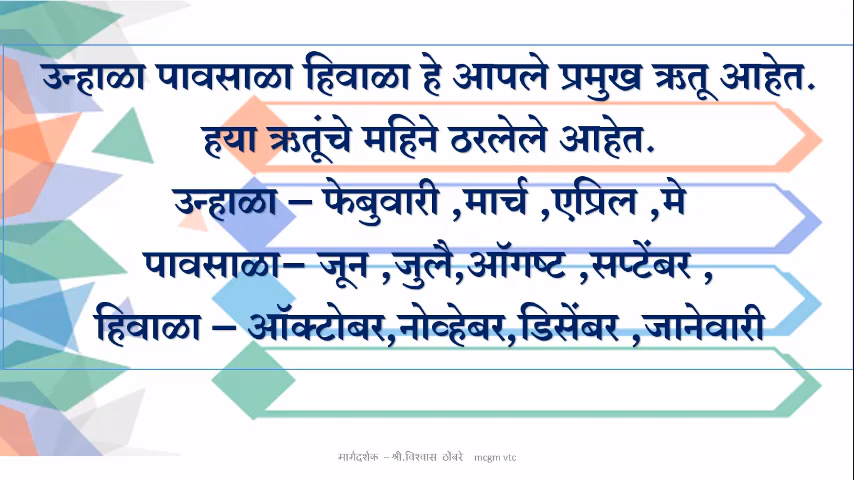 उन्हाळा पावसाळा हिवाळा हे आपले प्रमुख ऋतू आहेत.
हया ऋतूंचे महिने ठरलेले आहेत.
उन्हाळा – फेबुवारी ,मार्च ,एप्रिल ,मे
पावसाळा– जून ,जुलै,ऑगष्ट ,सप्टेंबर ,
हिवाळा – ऑक्टोबर,नोव्हेबर,डिसेंबर ,जानेवारी
मार्गदर्शक – श्री.विश्वास ठोंबरे mcgm vtc